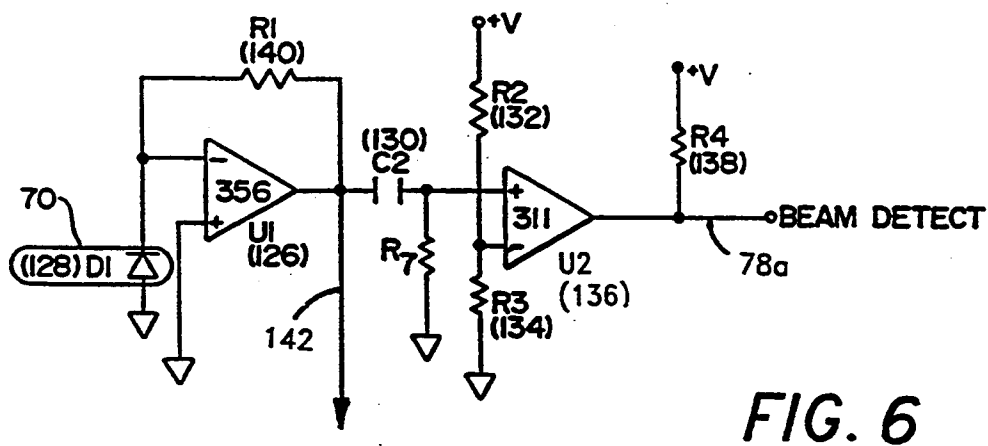 R1
(140)
+V
+V
R2
(132)
R4
(138)
(130)
C2
70
356
U1
(126)
(128) D1
311
U2
(136)
BEAM DETECT
78a
R7
R3
(134)
142
FIG. 6